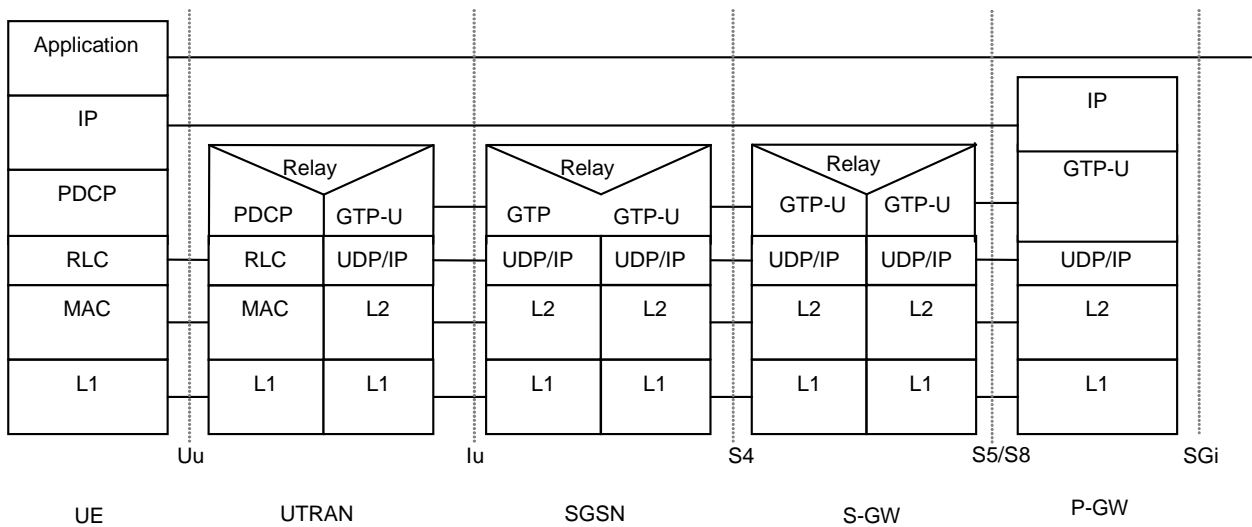 Application
IP
IP
Relay
Relay
Relay
PDCP
GTP-U
PDCP
GTP-U
GTP
GTP-U
GTP-U
GTP-U
RLC
RLC
UDP/IP
UDP/IP
UDP/IP
UDP/IP
UDP/IP
UDP/IP
MAC
MAC
L2
L2
L2
L2
L2
L2
L1
L1
L1
L1
L1
L1
L1
L1
Uu
Iu
S4
S5/S8
SGi
UE
UTRAN
SGSN
S-GW
P-GW